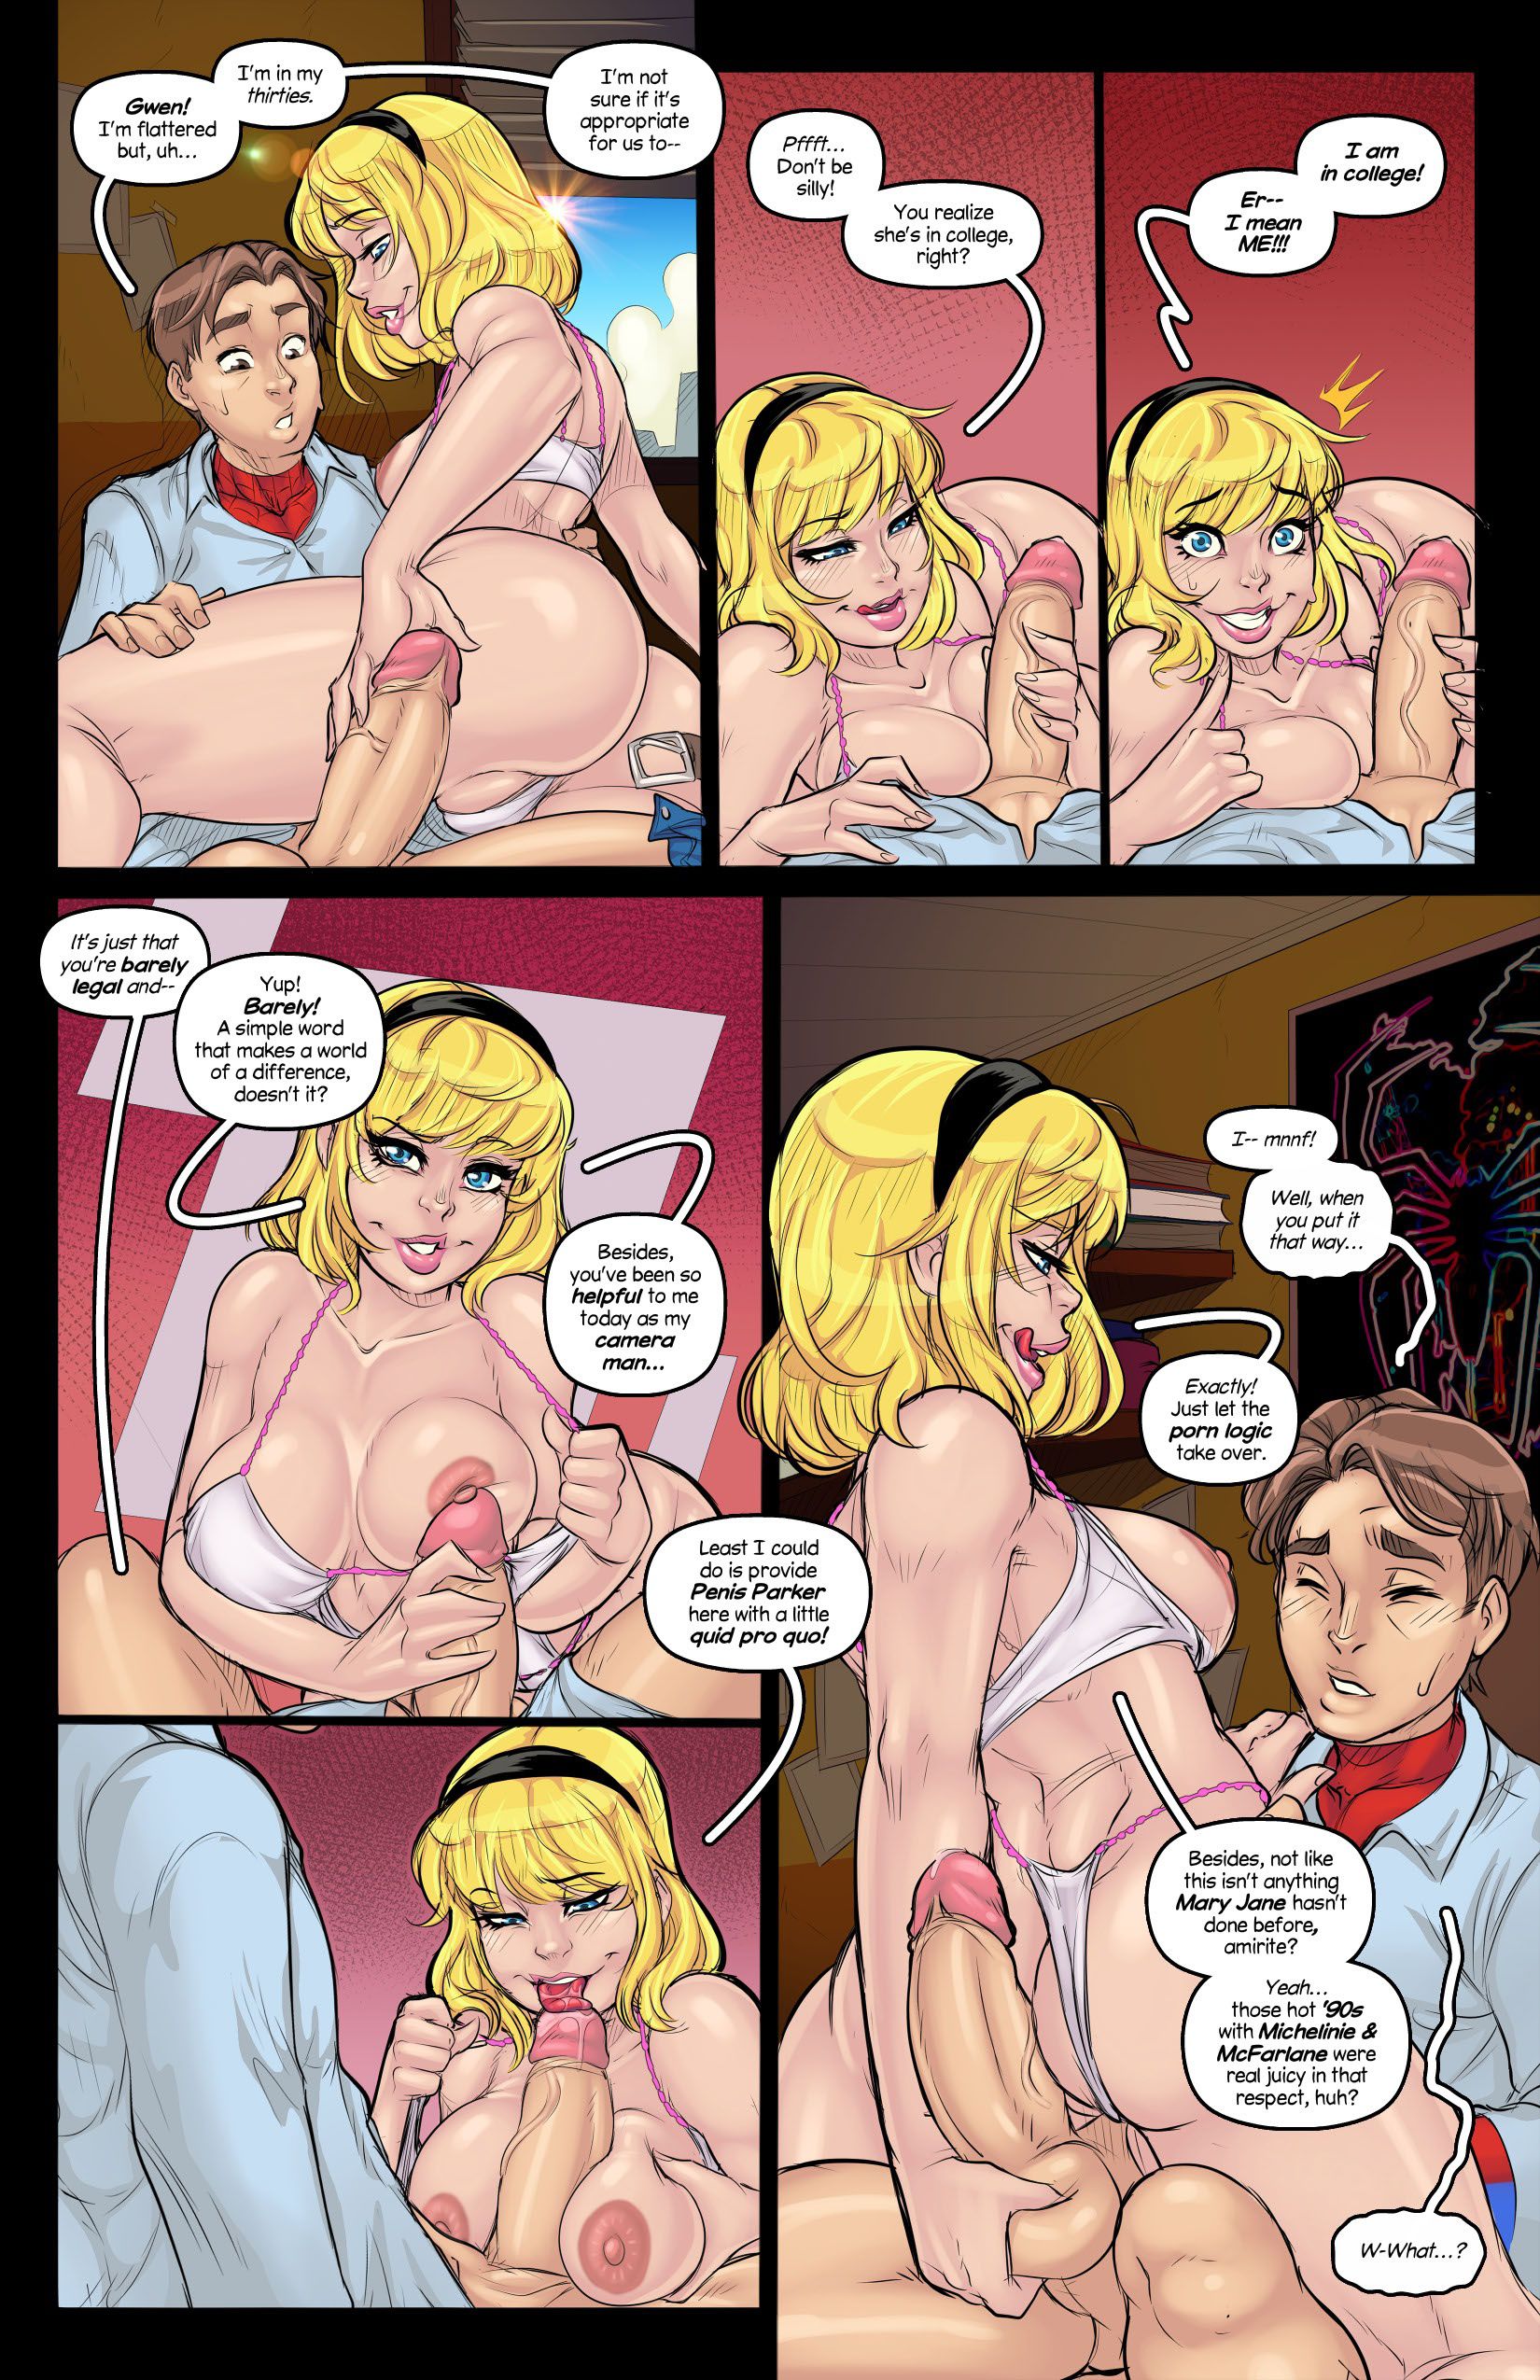 Gwen!
I'm flattered
but, uh...
I'm in my
thirties.
I'm not
sure if it's
appropriate
for us to--
Pffft...
Don't be
silly!
You realize
she's in college,
right?
Er--
I mean
ME!!!
I am
in college!
It's just that
you're barely
legal and--
Yup!
Barely!
A simple word
that makes a world
of a difference,
doesn't it?
Besides,
you've been so
helpful to me
today as my
camera
man...
Least I could
do is provide
Penis Parker
here with a little
quid pro quo!
I-- mnnf!
Well, when
you put it
that way...
Exactly!
Just let the
porn logic
take over.
Besides, not like
this isn't anything
Mary Jane hasn't
done before,
amirite?
Yeah...
those hot '90s
with Michelinie &
McFarlane were
real juicy in that
respect, huh?
W-What...?